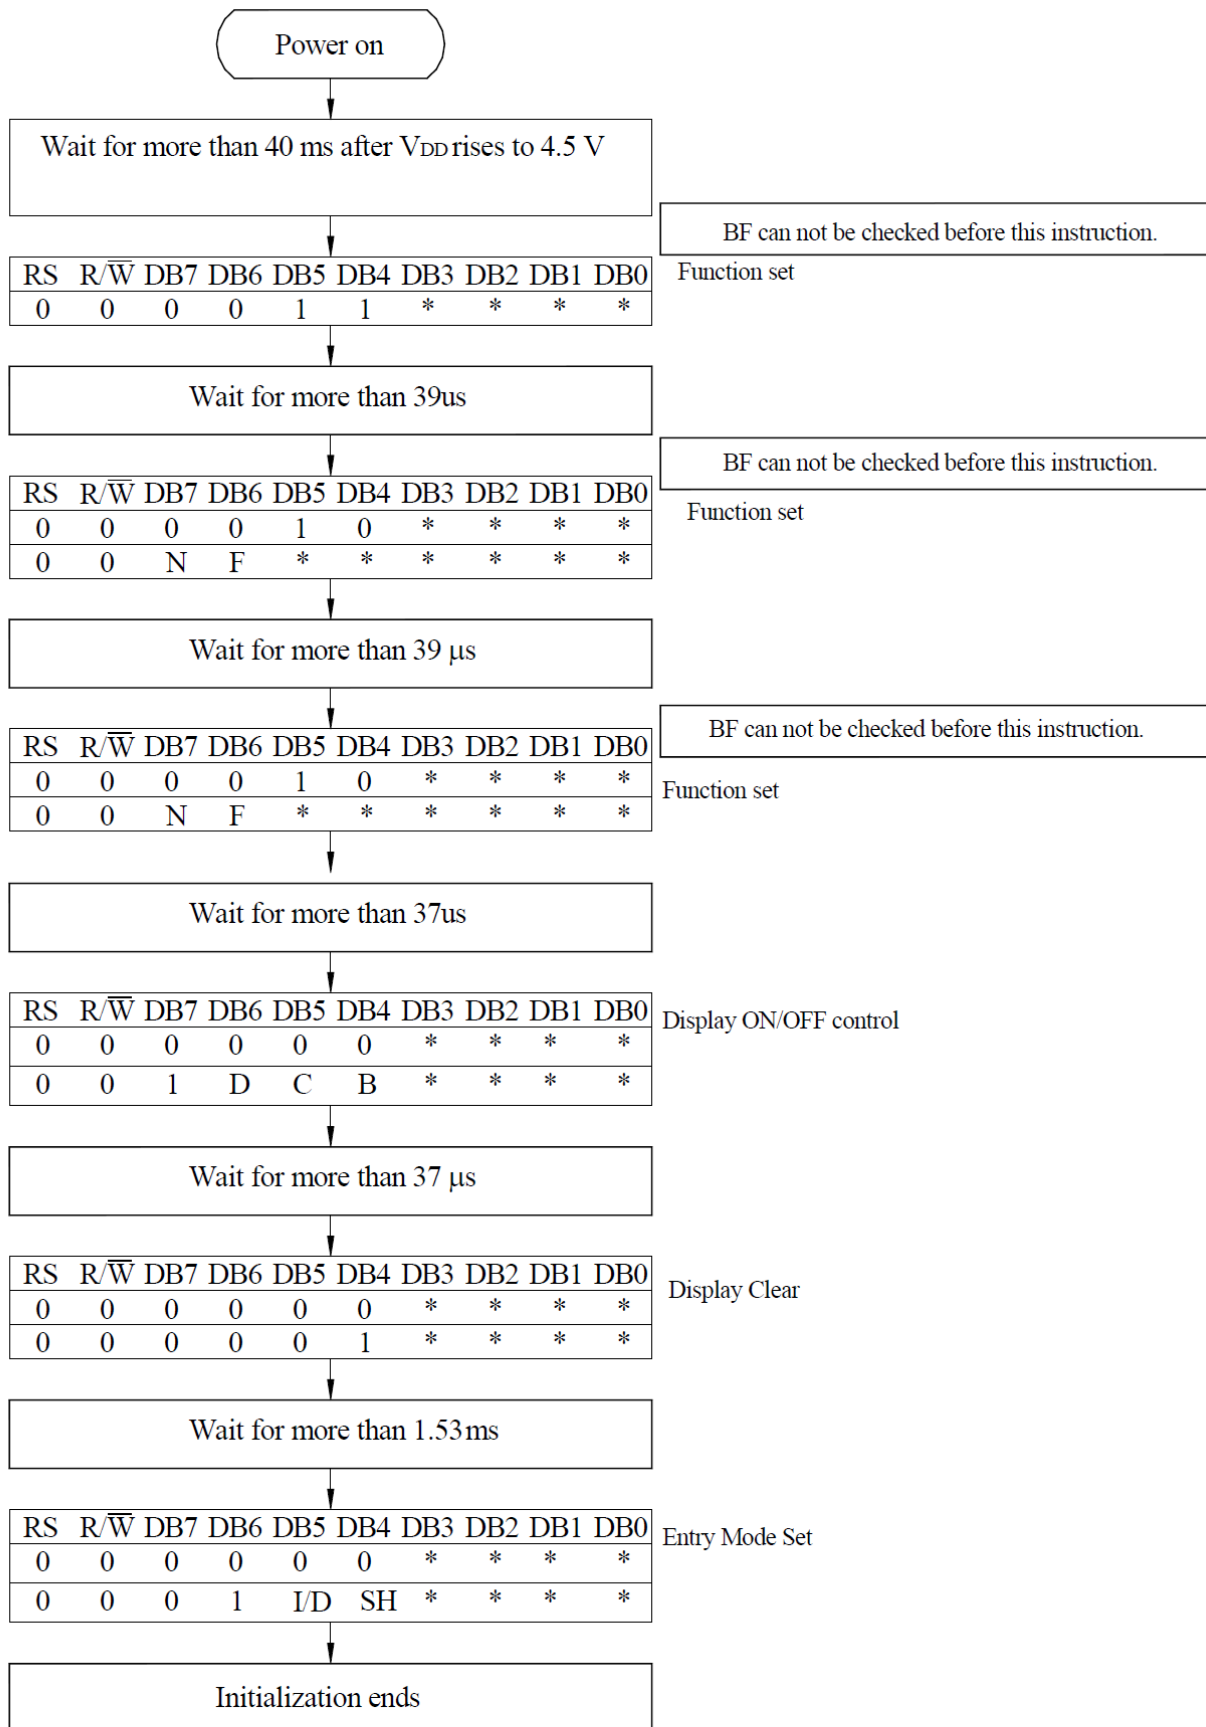 Power on
Wait for more than 40 ms after VDD rises to 4.5 V
BF can not be checked before this instruction.
RS R/W̅ DB7 DB6 DB5 DB4 DB3 DB2 DB1 DB0
Function set
0 0 0 0 1 1 * * * *
Wait for more than 39us
BF can not be checked before this instruction.
RS R/W̅ DB7 DB6 DB5 DB4 DB3 DB2 DB1 DB0
Function set
0 0 0 0 1 0 * * * *
0 0 N F * * * * * *
Wait for more than 39 μs
BF can not be checked before this instruction.
RS R/W̅ DB7 DB6 DB5 DB4 DB3 DB2 DB1 DB0
0 0 0 0 1 0 * * * *
Function set
0 0 N F * * * * * *
Wait for more than 37us
RS R/W̅ DB7 DB6 DB5 DB4 DB3 DB2 DB1 DB0
Display ON/OFF control
0 0 0 0 0 0 * * * *
0 0 1 D C B * * * *
Wait for more than 37 μs
RS R/W̅ DB7 DB6 DB5 DB4 DB3 DB2 DB1 DB0
Display Clear
0 0 0 0 0 0 * * * *
0 0 0 0 0 1 * * * *
Wait for more than 1.53ms
RS R/W̅ DB7 DB6 DB5 DB4 DB3 DB2 DB1 DB0
Entry Mode Set
0 0 0 0 0 0 * * * *
0 0 0 1 I/D SH * * * *
Initialization ends